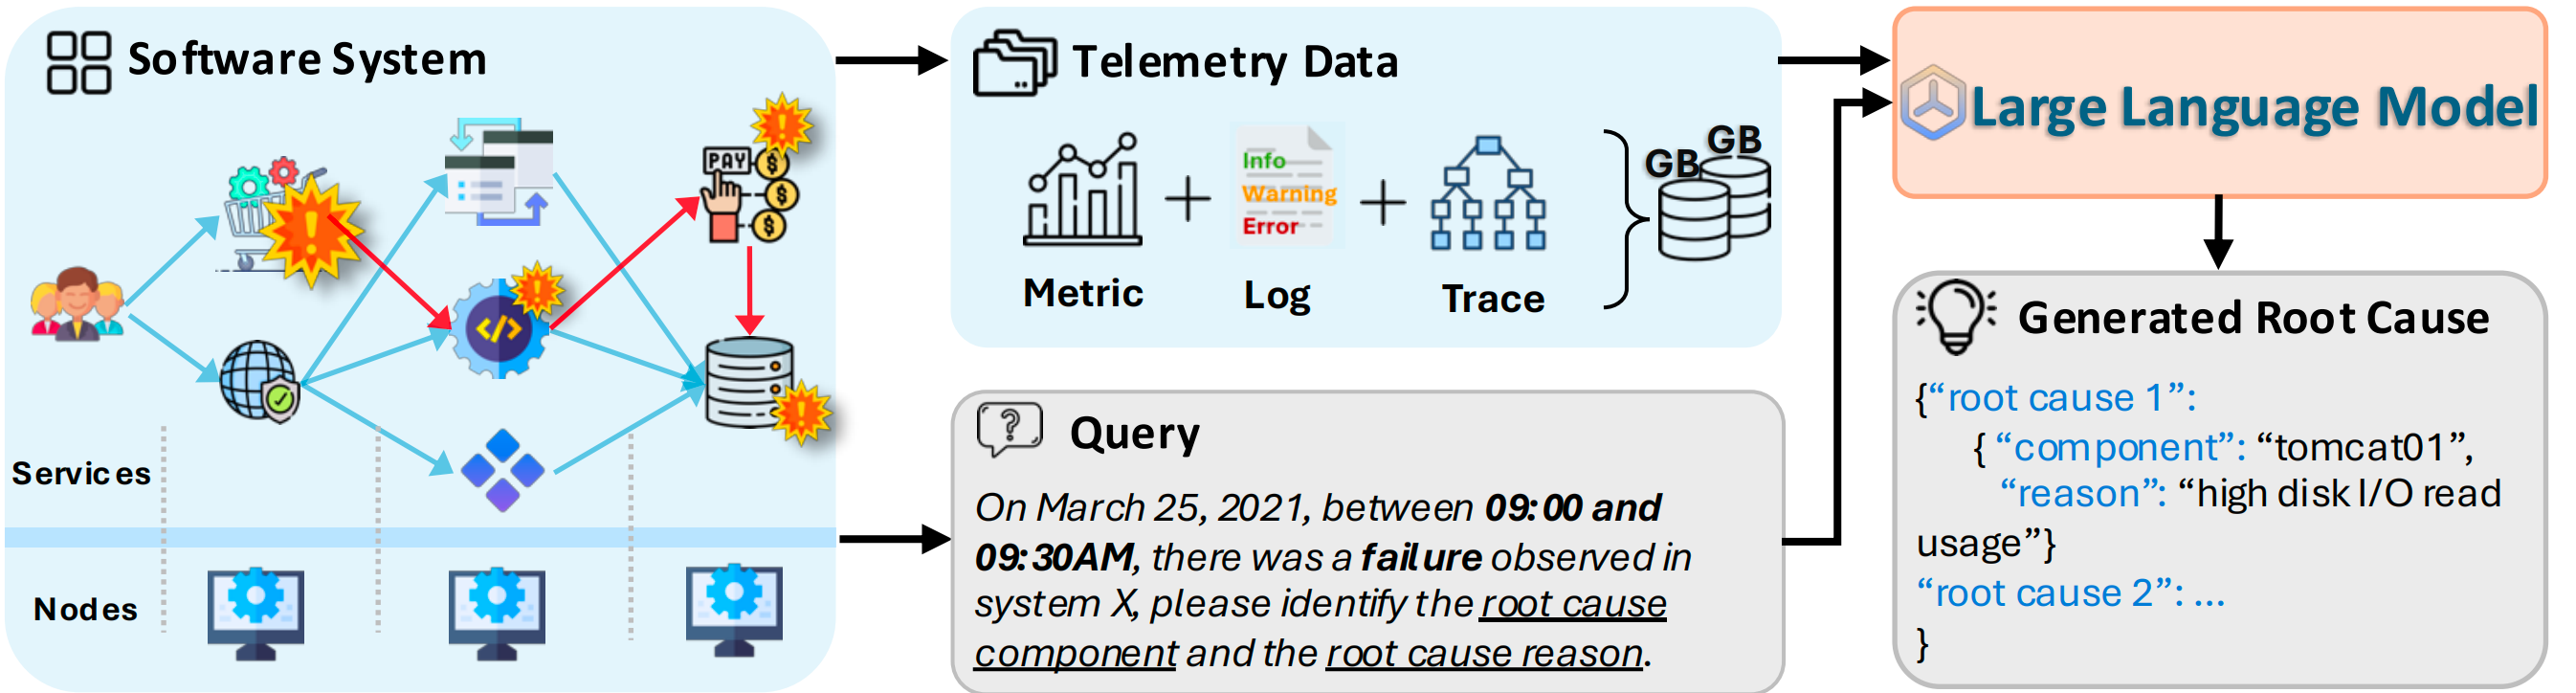 Software System
PAY
Services
Nodes
Telemetry Data
Info
Warning
Error
GB
GB
Metric
Log
Trace
Query
On March 25, 2021, between 09:00 and
09:30AM, there was a failure observed in
system X, please identify the root cause
component and the root cause reason.
Large Language Model
Generated Root Cause
{“root cause 1”:
{ “component”: “tomcat01”,
“reason”: “high disk I/O read
usage”}
“root cause 2”: ...
}